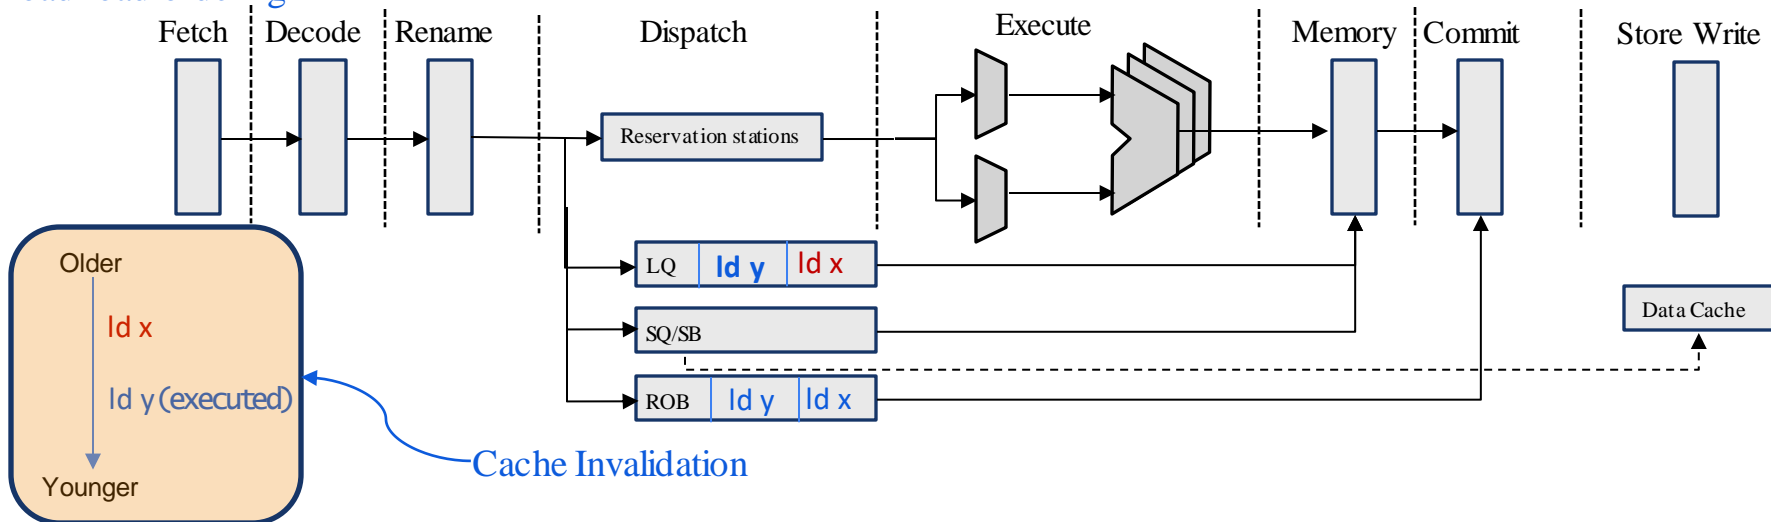 Fetch Decode Rename Dispatch Execute Memory Commit Store Write
Reservation stations
Older
ld x
ld y (executed)
Younger
LQ ld y ld x
SQ/SB
ROB ld y ld x
Data Cache
Cache Invalidation